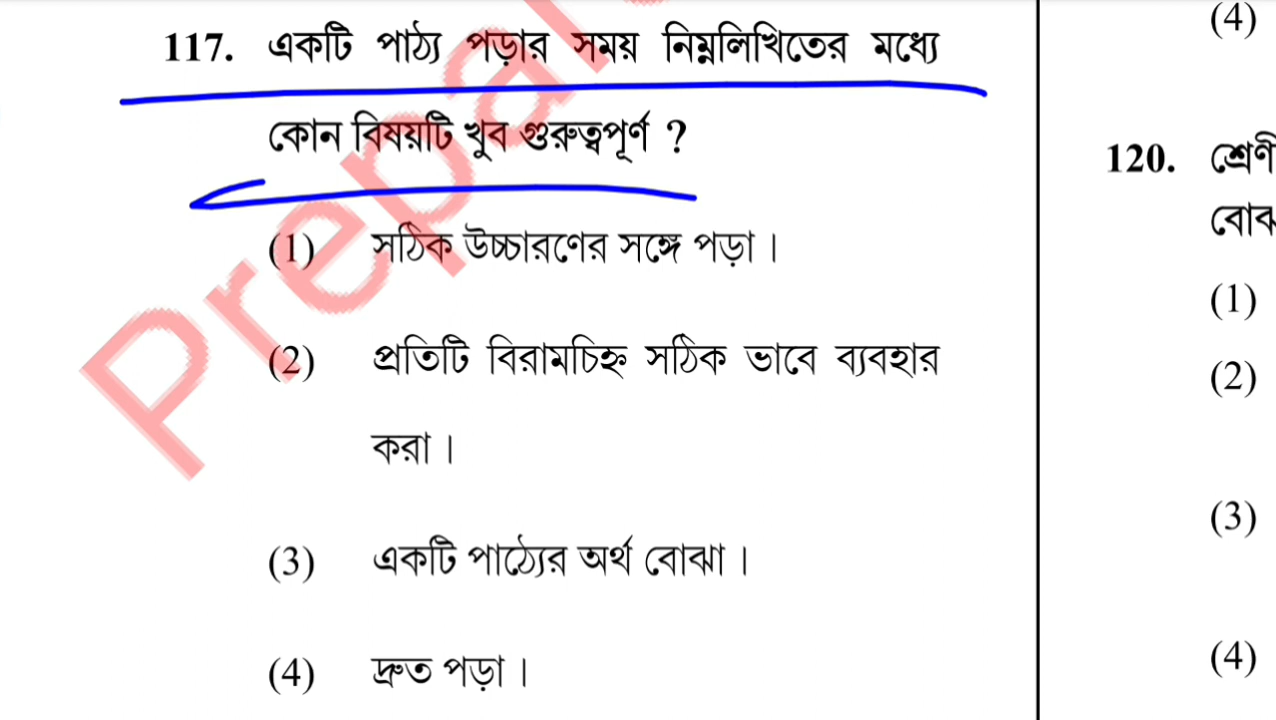 (4)
117. একটি পাঠ্য পড়ার সময় নিম্নলিখিতের মধ্যে
কোন বিষয়টি খুব গুরুত্বপূর্ণ ?
(1) সঠিক উচ্চারণের সঙ্গে পড়া ।
(2) প্রতিটি বিরামচিহ্ন সঠিক ভাবে ব্যবহার
করা ।
(3) একটি পাঠ্যের অর্থ বোঝা ।
(4) দ্রুত পড়া ।
120. শ্রেণী
(1)
(2)
(3)
(4)
Prepa